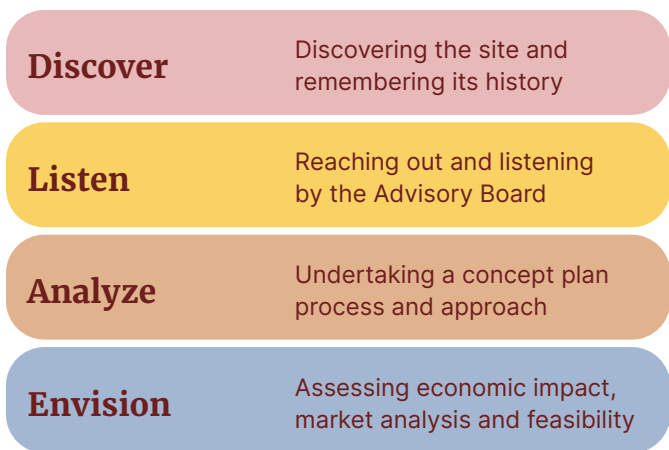 Discover
Discovering the site and
remembering its history
Listen
Reaching out and listening
by the Advisory Board
Analyze
Undertaking a concept plan
process and approach
Envision
Assessing economic impact,
market analysis and feasibility